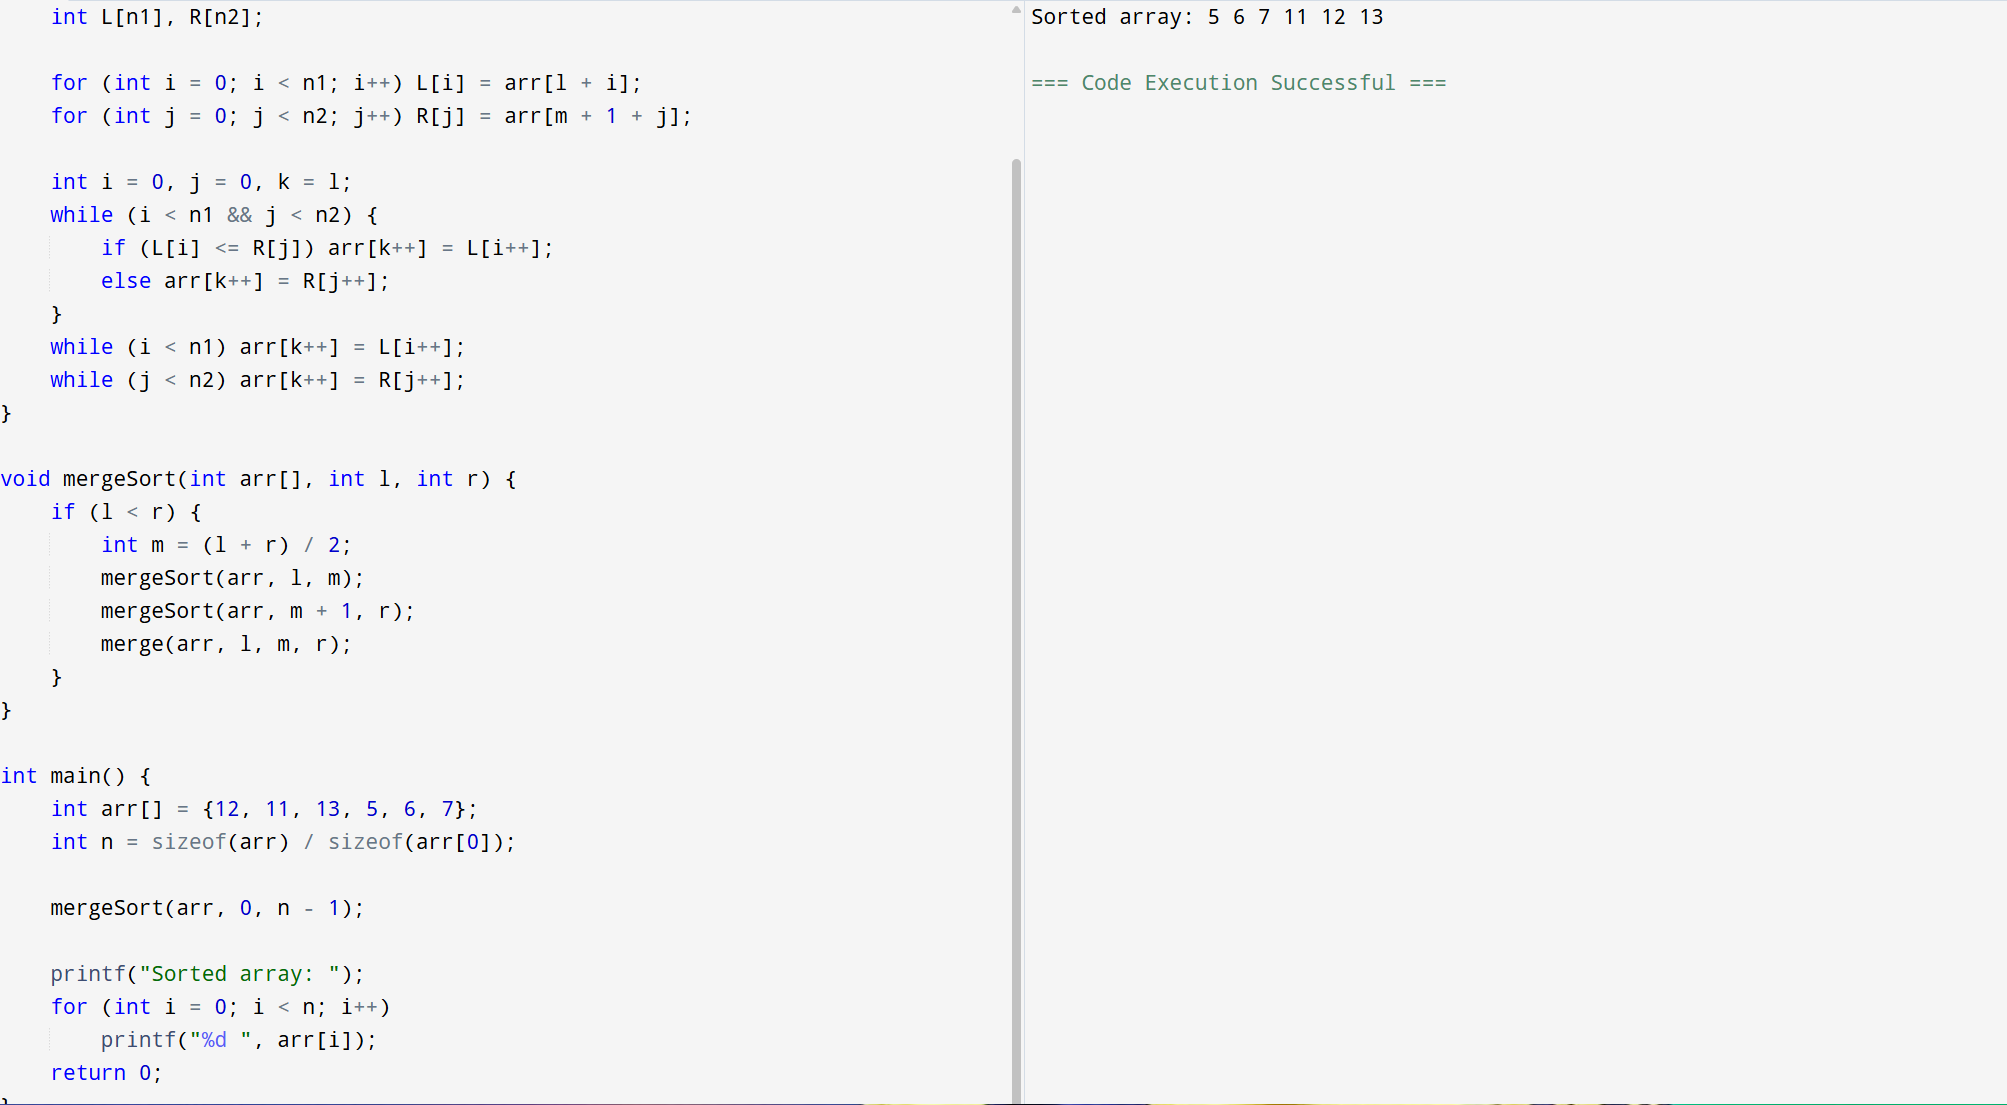 int L[n1], R[n2];
for (int i = 0; i < n1; i++) L[i] = arr[l + i];
for (int j = 0; j < n2; j++) R[j] = arr[m + 1 + j];
int i = 0, j = 0, k = l;
while (i < n1 && j < n2) {
if (L[i] <= R[j]) arr[k++] = L[i++];
else arr[k++] = R[j++];
}
while (i < n1) arr[k++] = L[i++];
while (j < n2) arr[k++] = R[j++];
}
void mergeSort(int arr[], int l, int r) {
if (l < r) {
int m = (l + r) / 2;
mergeSort(arr, l, m);
mergeSort(arr, m + 1, r);
merge(arr, l, m, r);
}
}
int main() {
int arr[] = {12, 11, 13, 5, 6, 7};
int n = sizeof(arr) / sizeof(arr[0]);
mergeSort(arr, 0, n - 1);
printf("Sorted array: ");
for (int i = 0; i < n; i++)
printf("%d ", arr[i]);
return 0;
Sorted array: 5 6 7 11 12 13
=== Code Execution Successful ===